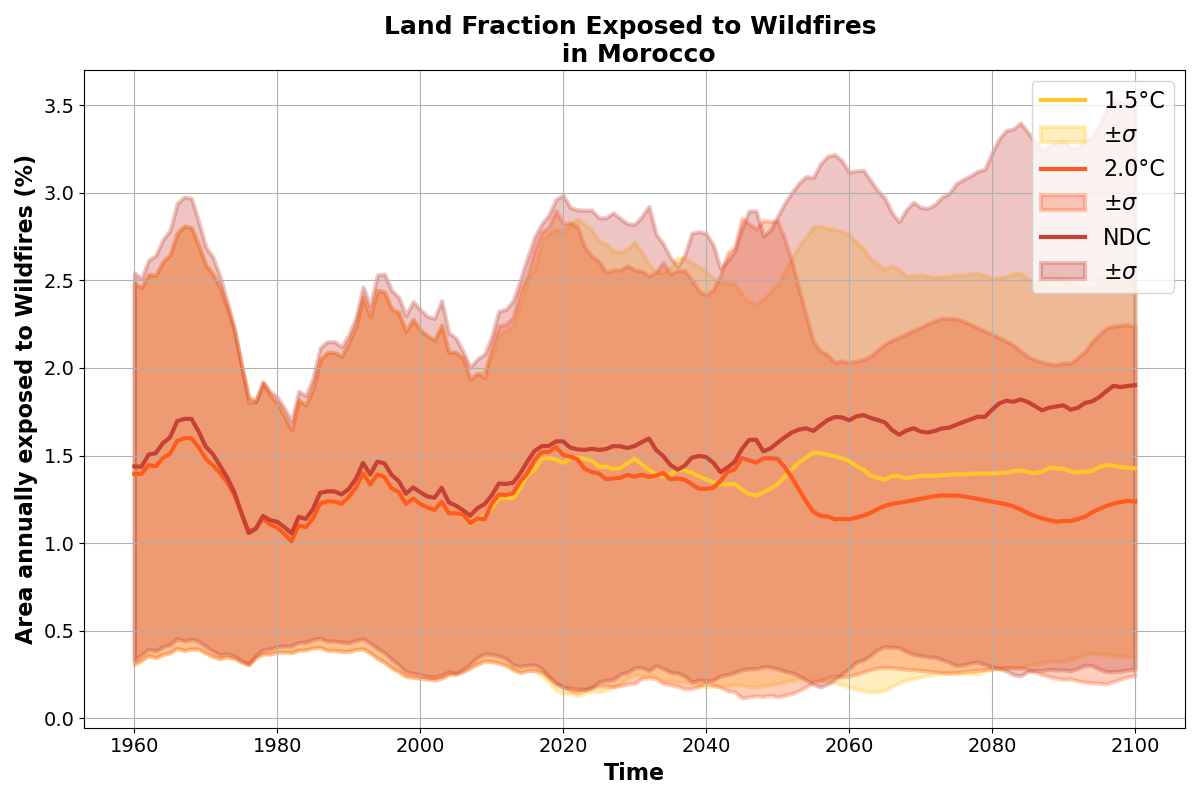 Land Fraction Exposed to Wildfires
in Morocco
Area annually exposed to Wildfires (%)
3.5
3.0
2.5
2.0
1.5
1.0
0.5
0.0
1.5°C
±σ
2.0°C
±σ
NDC
±σ
1960 1980 2000 2020 2040 2060 2080 2100
Time